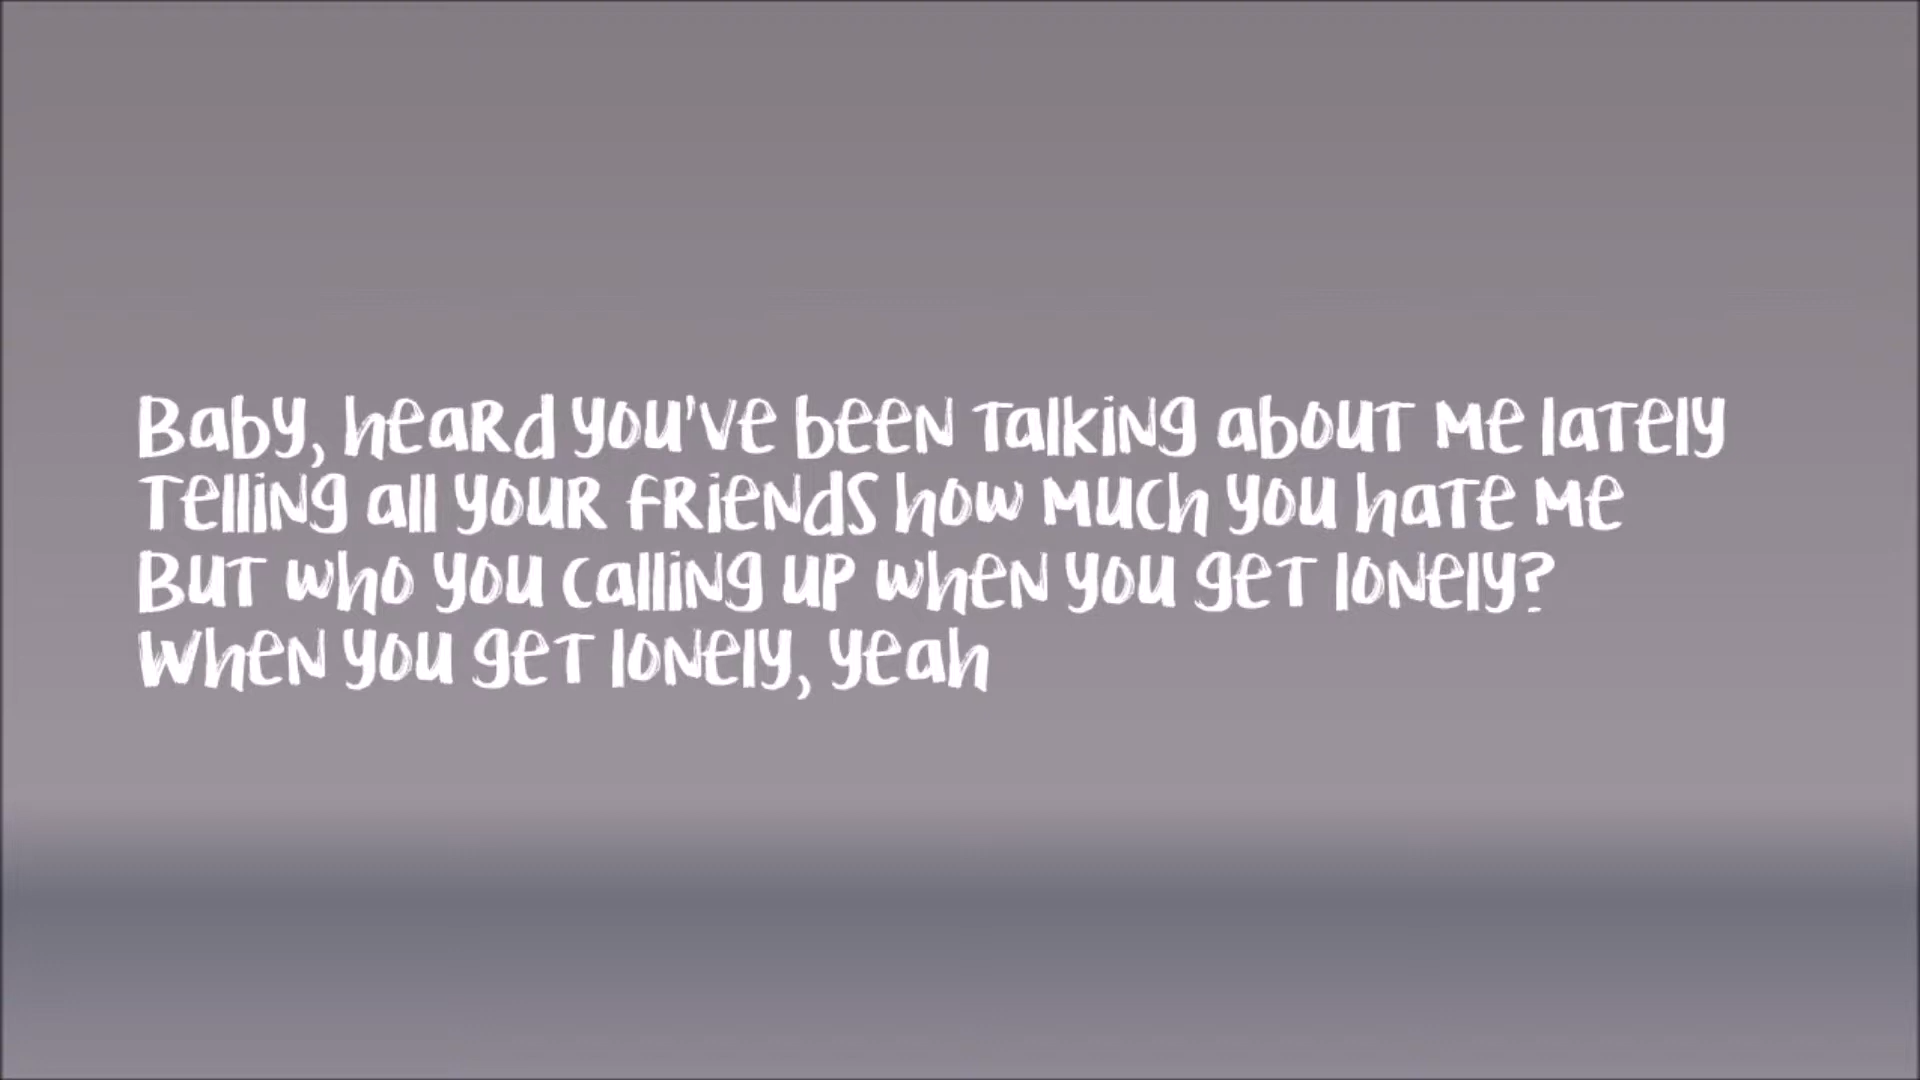 Baby, heard you've been talking about me lately
Telling all your friends how much you hate me
But who you calling up when you get lonely?
When you get lonely, yeah